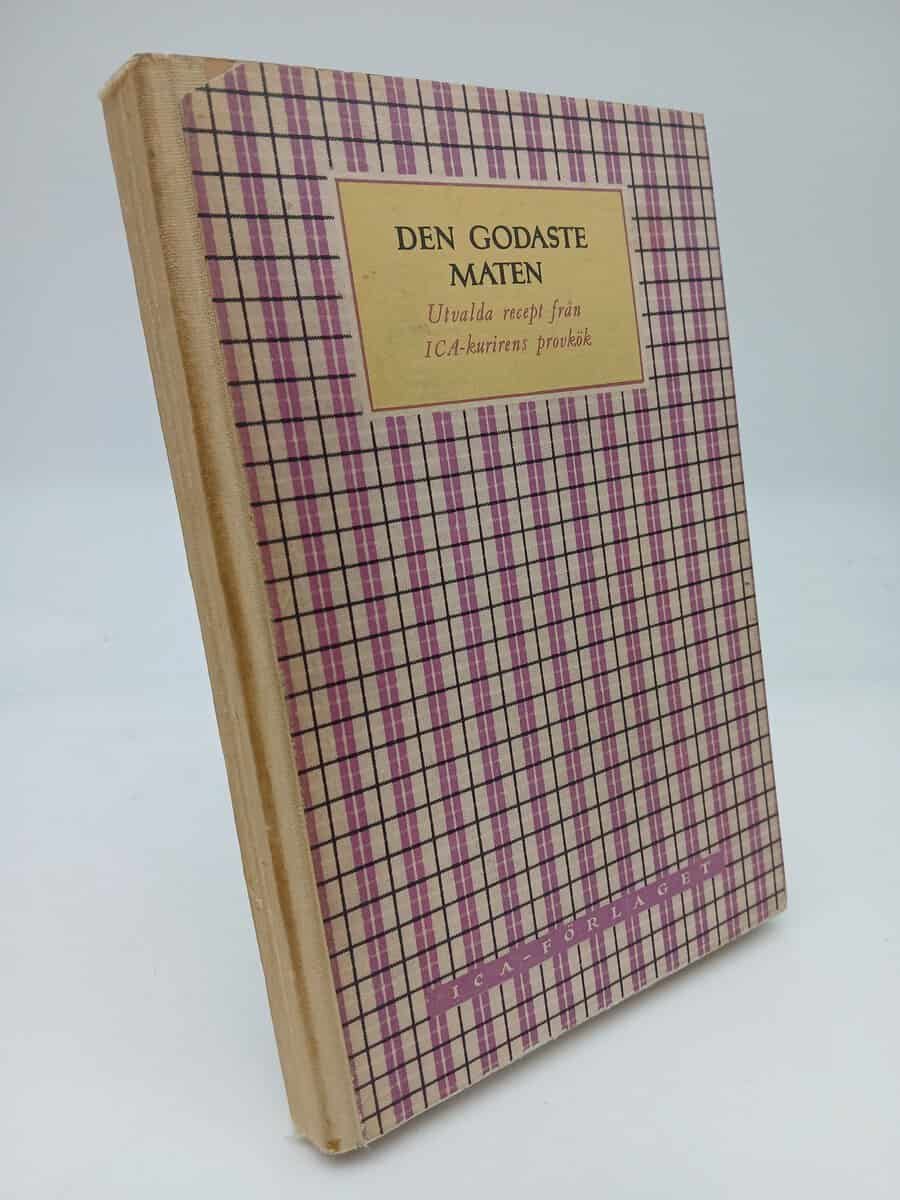 DEN GODASTE
MATEN
Utvalda recept från
ICA-kurirens provkök
ICA-FÖRLAGET